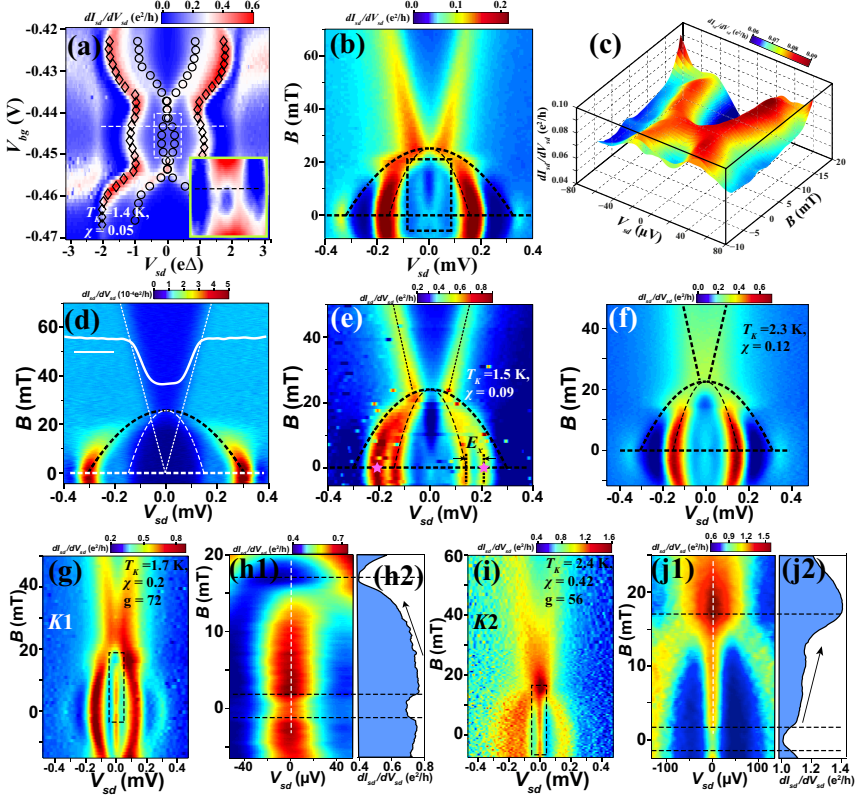 dI_sd/dV_sd (e²/h)
0.0 0.2 0.4 0.6
(a)
-0.42
-0.43
-0.44
-0.45
-0.46
-0.47
V_bg (V)
T_K = 1.4 K,
χ = 0.05
-3 -2 -1 0 1 2 3
V_sd (eΔ)
dI_sd/dV_sd (e²/h)
0.0 0.1 0.2
(b)
60
40
20
0
B (mT)
-0.4 -0.2 0.0 0.2 0.4
V_sd (mV)
(c)
dI_sd/dV_sd (e²/h)
0.06 0.07 0.08 0.09
0.10
0.08
0.06
0.04
dI_sd/dV_sd (e²/h)
-80 -40 0 40 80
V_sd (μV)
-10 -5 0 5 10 15 20
B (mT)
dI_sd/dV_sd (10⁻⁴e²/h)
0 1 2 3 4 5
(d)
60
40
20
0
B (mT)
-0.4 -0.2 0.0 0.2 0.4
V_sd (mV)
dI_sd/dV_sd (e²/h)
0.2 0.4 0.6 0.8
(e)
T_K=1.5 K,
χ=0.09
E_x
40
20
0
B (mT)
-0.4 -0.2 0.0 0.2 0.4
V_sd (mV)
dI_sd/dV_sd (e²/h)
0.0 0.2 0.4 0.6
(f)
T_K=2.3 K,
χ=0.12
40
20
0
B (mT)
-0.4 -0.2 0.0 0.2 0.4
V_sd (mV)
dI_sd/dV_sd (e²/h)
0.2 0.5 0.8
(g)
T_K=1.7 K,
χ=0.2
g = 72
K1
50
40
30
20
10
0
-10
B (mT)
-0.4 0.0 0.4
V_sd (mV)
dI_sd/dV_sd (e²/h)
0.4 0.7
(h1)
20
15
10
5
0
-5
B (mT)
-40 0 40
V_sd (μV)
(h2)
0.4 0.8
dI_sd/dV_sd (e²/h)
dI_sd/dV_sd (e²/h)
0.4 0.8 1.2 1.6
(i)
T_K=2.4 K,
χ=0.42
g=56
K2
60
40
20
0
B (mT)
-0.4 0.0 0.4
V_sd (mV)
dI_sd/dV_sd (e²/h)
0.6 0.9 1.2 1.5
(j1)
20
10
0
B (mT)
-100 0 100
V_sd (μV)
(j2)
1.0 1.2 1.4
dI_sd/dV_sd (e²/h)